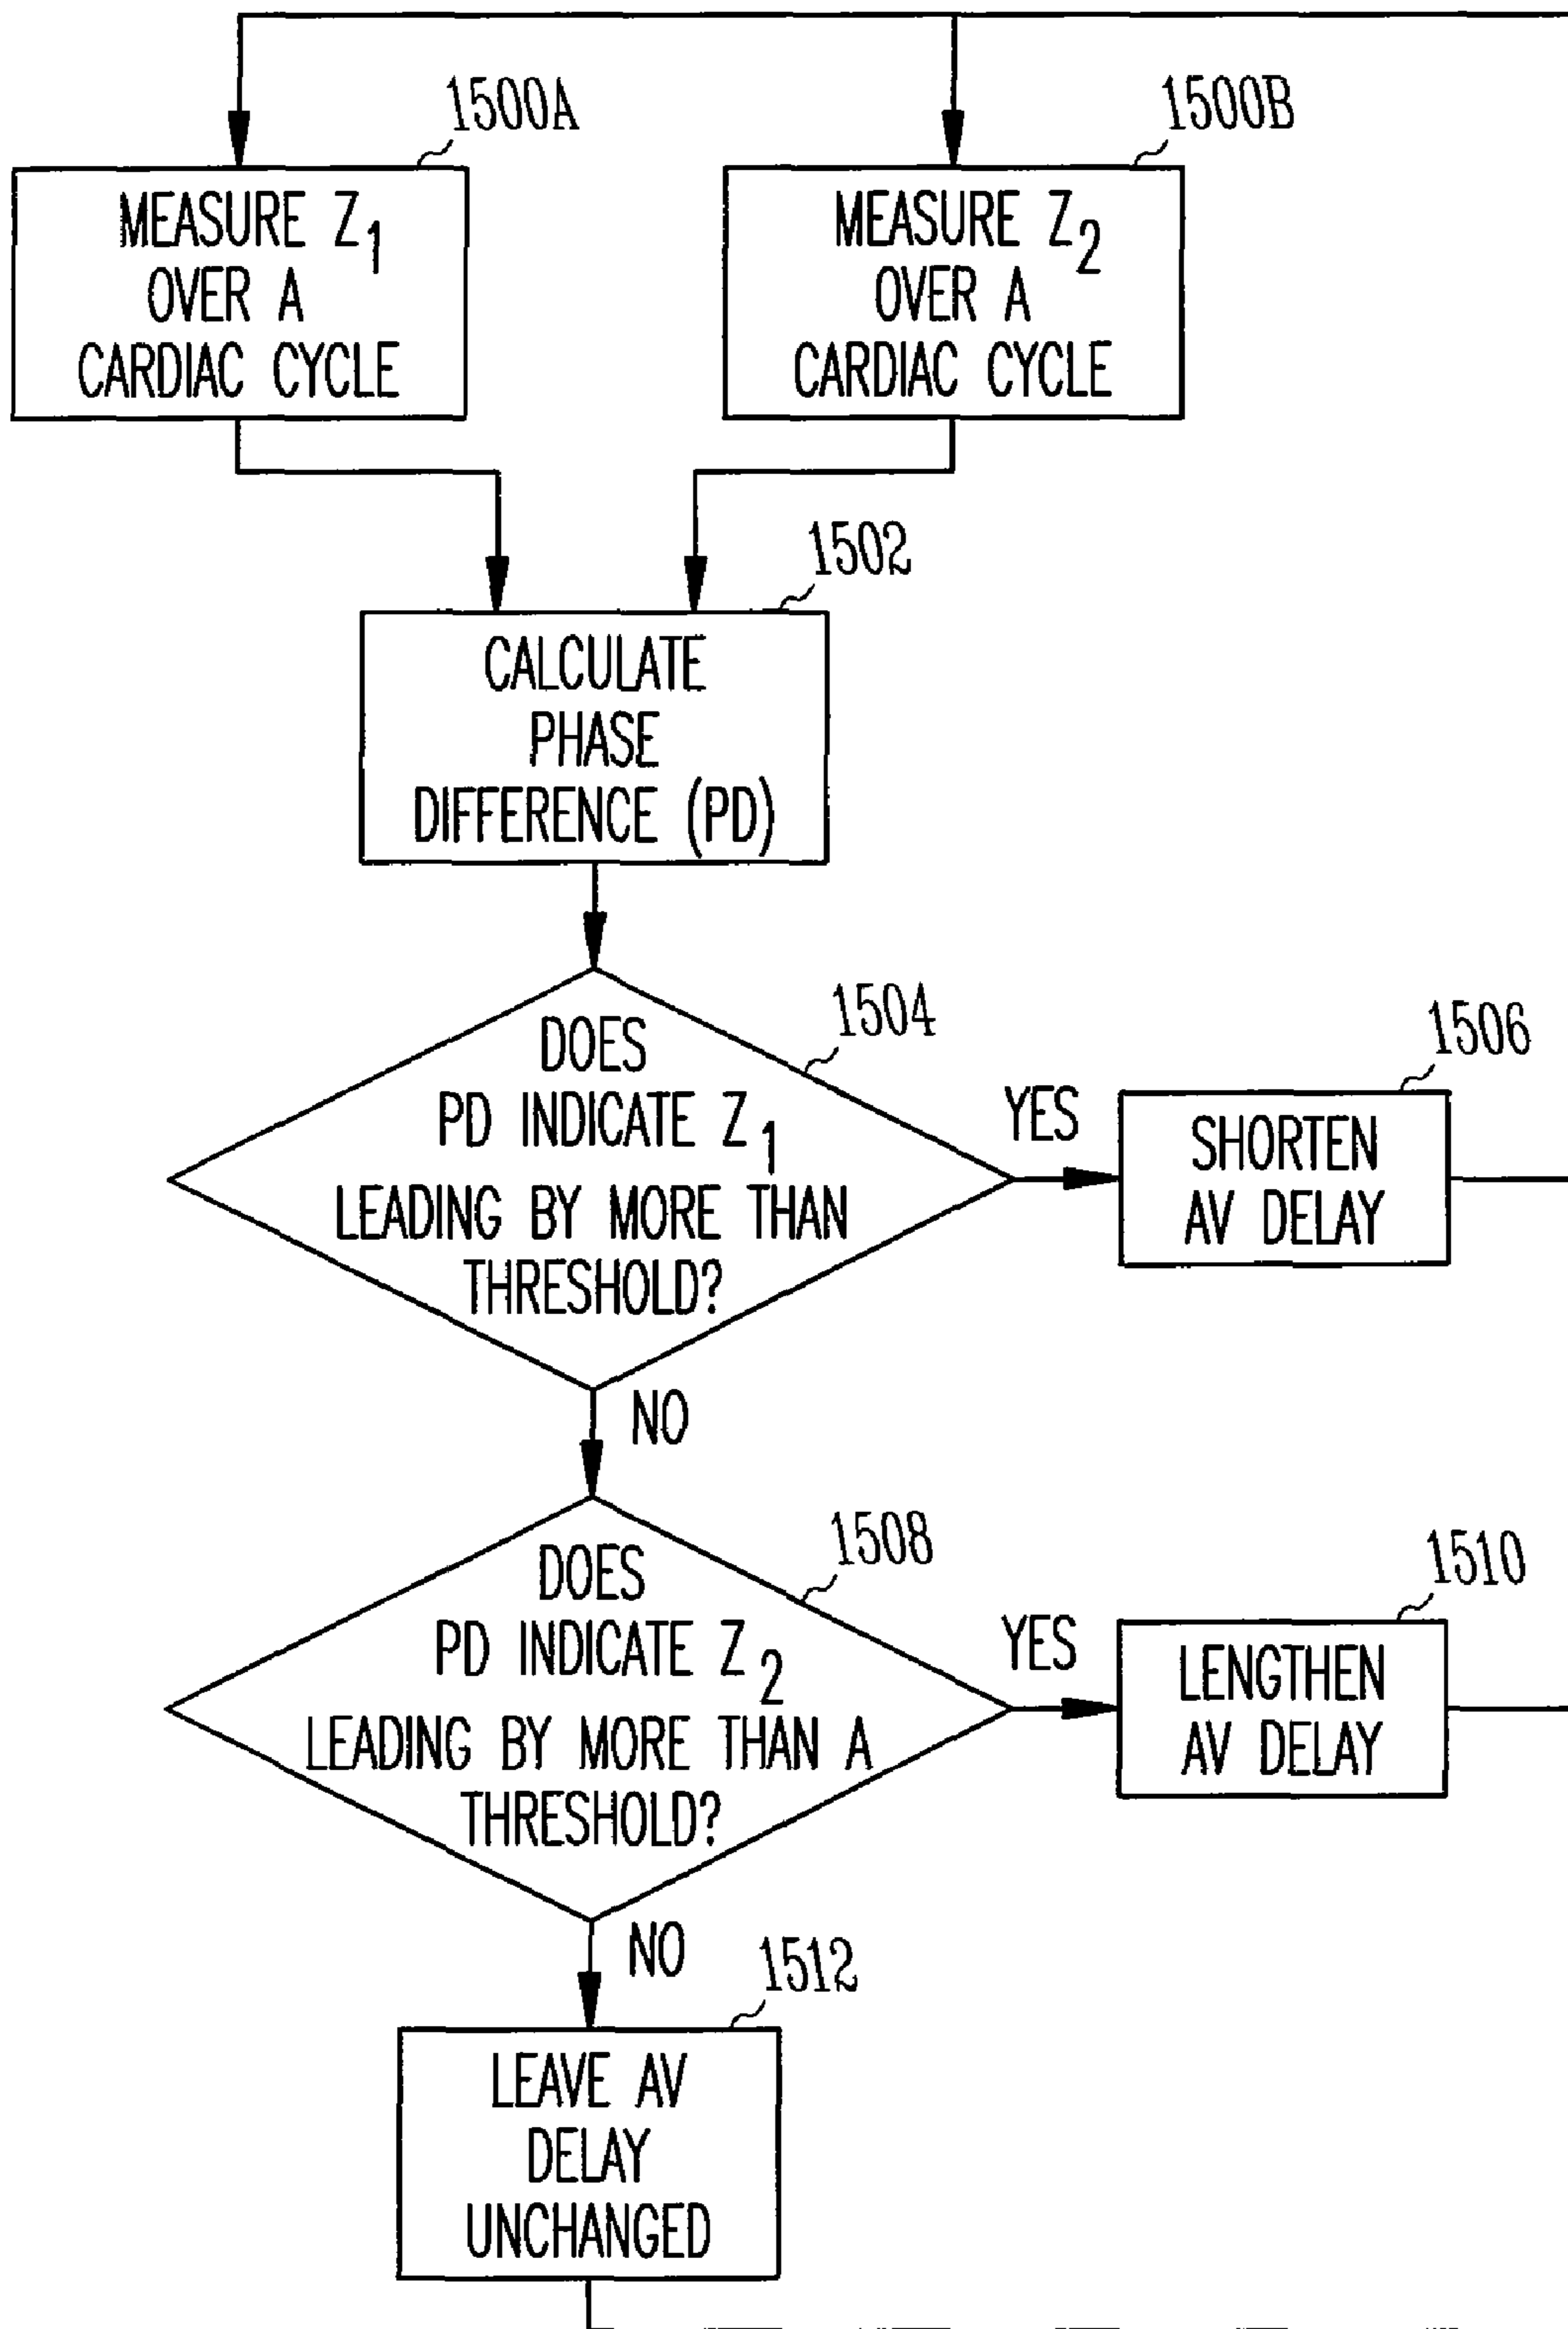 1500A
MEASURE Z1
OVER A
CARDIAC CYCLE
1500B
MEASURE Z2
OVER A
CARDIAC CYCLE
1502
CALCULATE
PHASE
DIFFERENCE (PD)
1504
DOES
PD INDICATE Z1
LEADING BY MORE THAN
THRESHOLD?
YES
1506
SHORTEN
AV DELAY
NO
1508
DOES
PD INDICATE Z2
LEADING BY MORE THAN A
THRESHOLD?
YES
1510
LENGTHEN
AV DELAY
NO
1512
LEAVE AV
DELAY
UNCHANGED